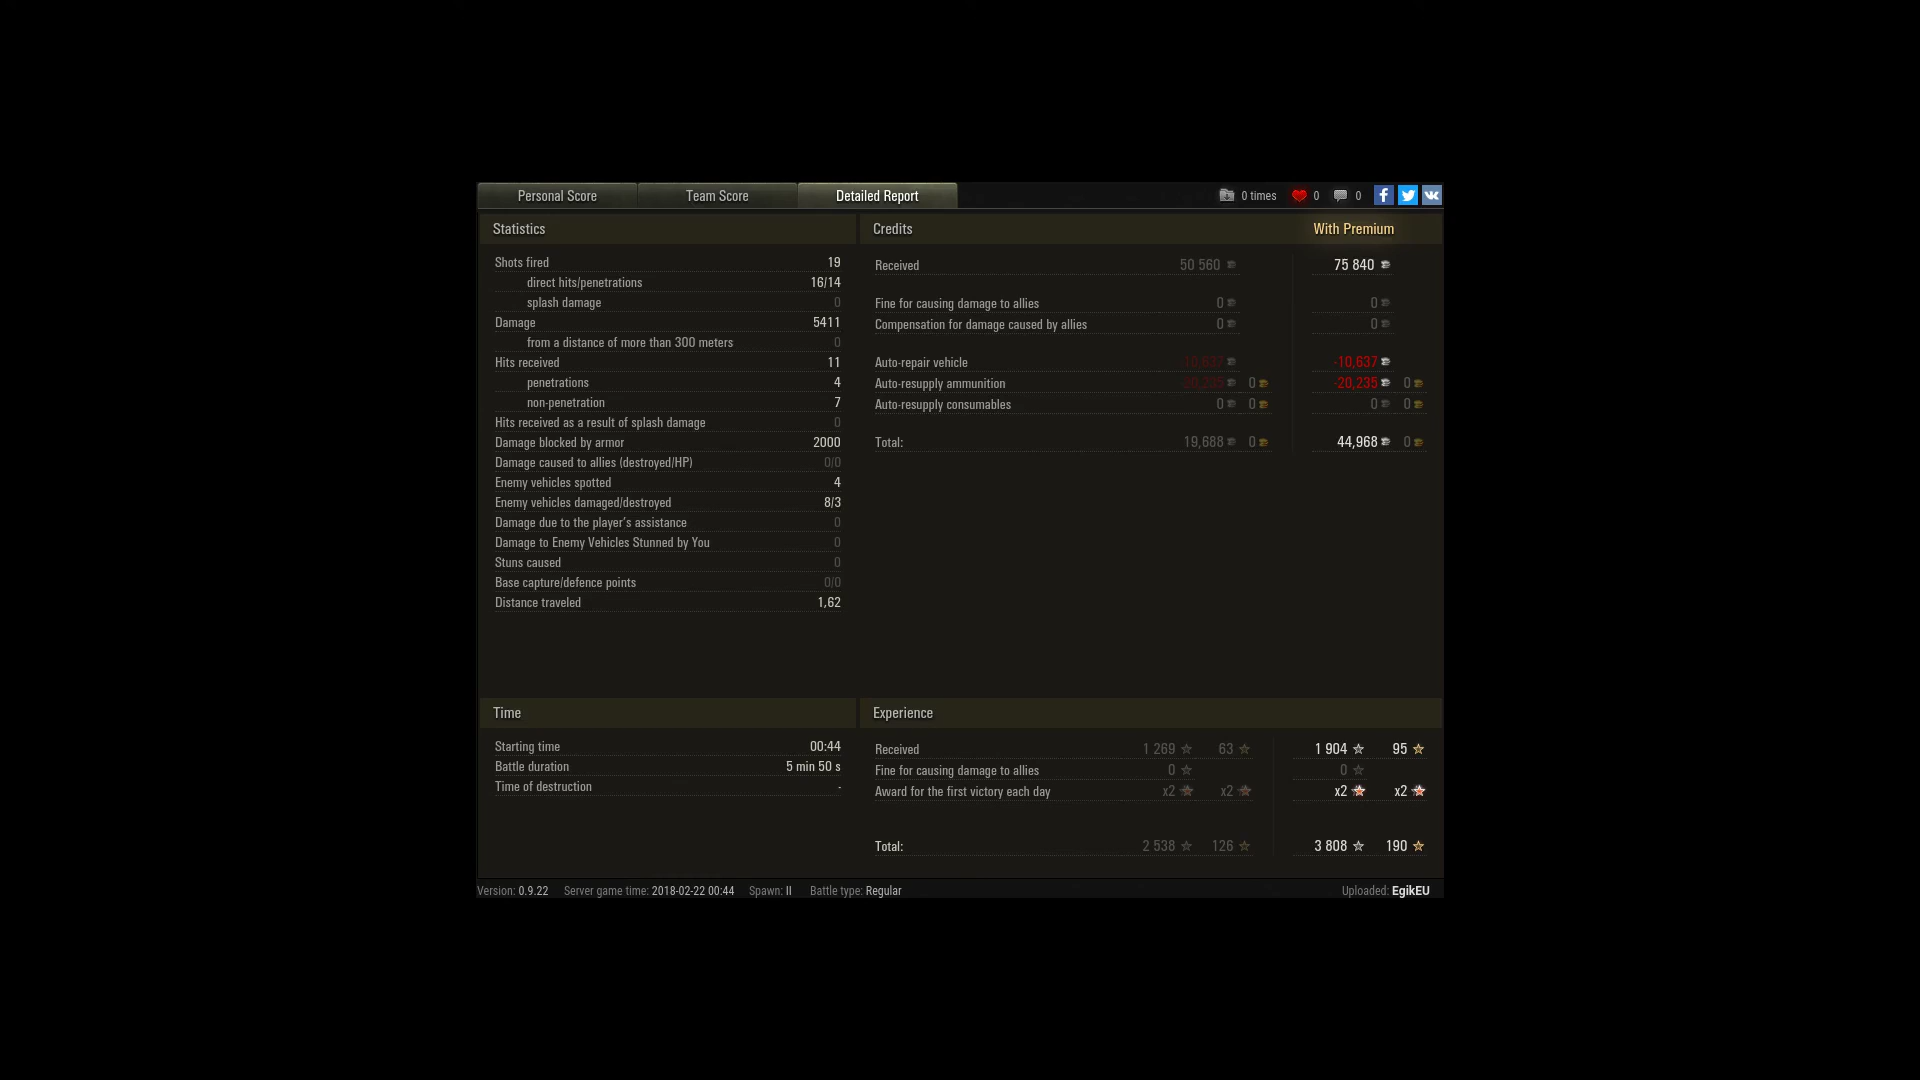 Personal Score Team Score Detailed Report 0 times 0 0
Statistics
Shots fired 19
direct hits/penetrations 16/14
splash damage 0
Damage 5411
from a distance of more than 300 meters 0
Hits received 11
penetrations 4
non-penetration 7
Hits received as a result of splash damage 0
Damage blocked by armor 2000
Damage caused to allies (destroyed/HP) 0/0
Enemy vehicles spotted 4
Enemy vehicles damaged/destroyed 8/3
Damage due to the player's assistance 0
Damage to Enemy Vehicles Stunned by You 0
Stuns caused 0
Base capture/defence points 0/0
Distance traveled 1,62
Credits With Premium
Received 50 560 75 840
Fine for causing damage to allies 0 0
Compensation for damage caused by allies 0 0
Auto-repair vehicle -10,637 -10,637
Auto-resupply ammunition -20,235 0 -20,235 0
Auto-resupply consumables 0 0 0 0
Total: 19,688 0 44,968 0
Time
Starting time 00:44
Battle duration 5 min 50 s
Time of destruction -
Experience
Received 1 269 63 1 904 95
Fine for causing damage to allies 0 0
Award for the first victory each day x2 x2 x2 x2
Total: 2 538 126 3 808 190
Version: 0.9.22 Server game time: 2018-02-22 00:44 Spawn: II Battle type: Regular Uploaded: EgikEU